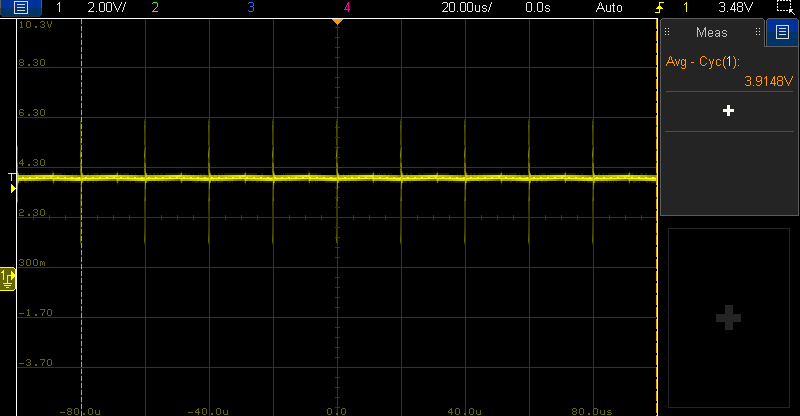 1 2.00V/ 2 3 4 20.00us/ 0.0s Auto 1 3.48V
10.3V
8.30
6.30
4.30
2.30
300m
-1.70
-3.70
-80.0u -40.0u 0.0 40.0u 80.0us
T
1
Meas
Avg - Cyc(1):
3.9148V